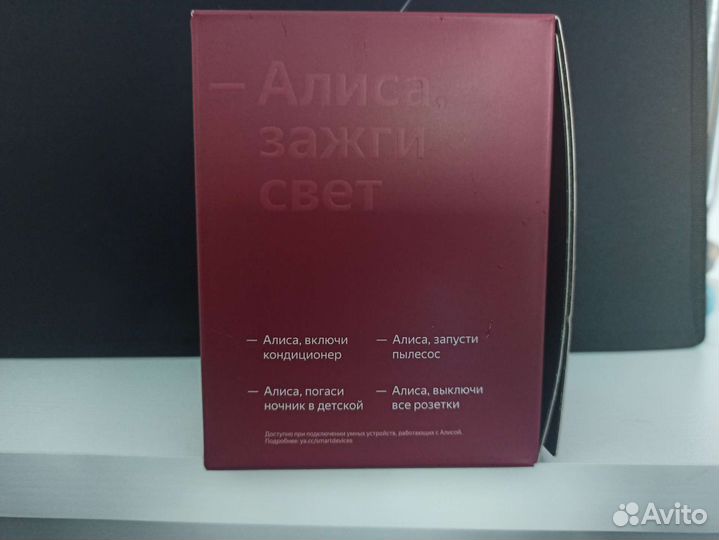 — Алиса,
зажги
свет
— Алиса, включи
кондиционер
— Алиса, запусти
пылесос
— Алиса, погаси
ночник в детской
— Алиса, выключи
все розетки
Доступно при подключении умных устройств, работающих с Алисой.
Подробнее: ya.cc/smartdevices
Avito